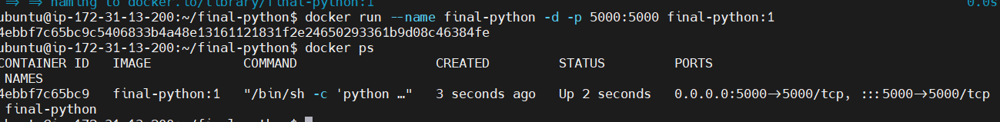 ⇒ ⇒ naming to docker.io/library/final-python:1 0.0s
ubuntu@ip-172-31-13-200:~/final-python$ docker run --name final-python -d -p 5000:5000 final-python:1
4ebbf7c65bc9c5406833b4a48e13161121831f2e24650293361b9d08c46384fe
ubuntu@ip-172-31-13-200:~/final-python$ docker ps
CONTAINER ID IMAGE COMMAND CREATED STATUS PORTS
NAMES
4ebbf7c65bc9 final-python:1 "/bin/sh -c 'python …" 3 seconds ago Up 2 seconds 0.0.0.0:5000→5000/tcp, :::5000→5000/tcp
final-python
ubuntu@ip-172-31-13-200:~/final-python$